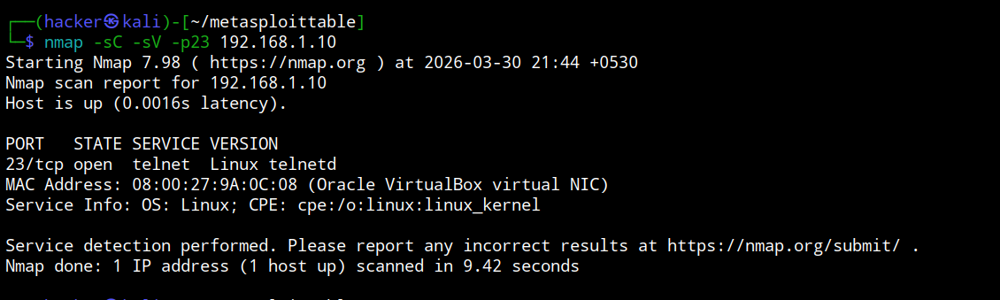 ┌──(hacker㉿kali)-[~/metasploittable]
└─$ nmap -sC -sV -p23 192.168.1.10
Starting Nmap 7.98 ( https://nmap.org ) at 2026-03-30 21:44 +0530
Nmap scan report for 192.168.1.10
Host is up (0.0016s latency).
PORT   STATE SERVICE VERSION
23/tcp open  telnet  Linux telnetd
MAC Address: 08:00:27:9A:0C:08 (Oracle VirtualBox virtual NIC)
Service Info: OS: Linux; CPE: cpe:/o:linux:linux_kernel
Service detection performed. Please report any incorrect results at https://nmap.org/submit/ .
Nmap done: 1 IP address (1 host up) scanned in 9.42 seconds